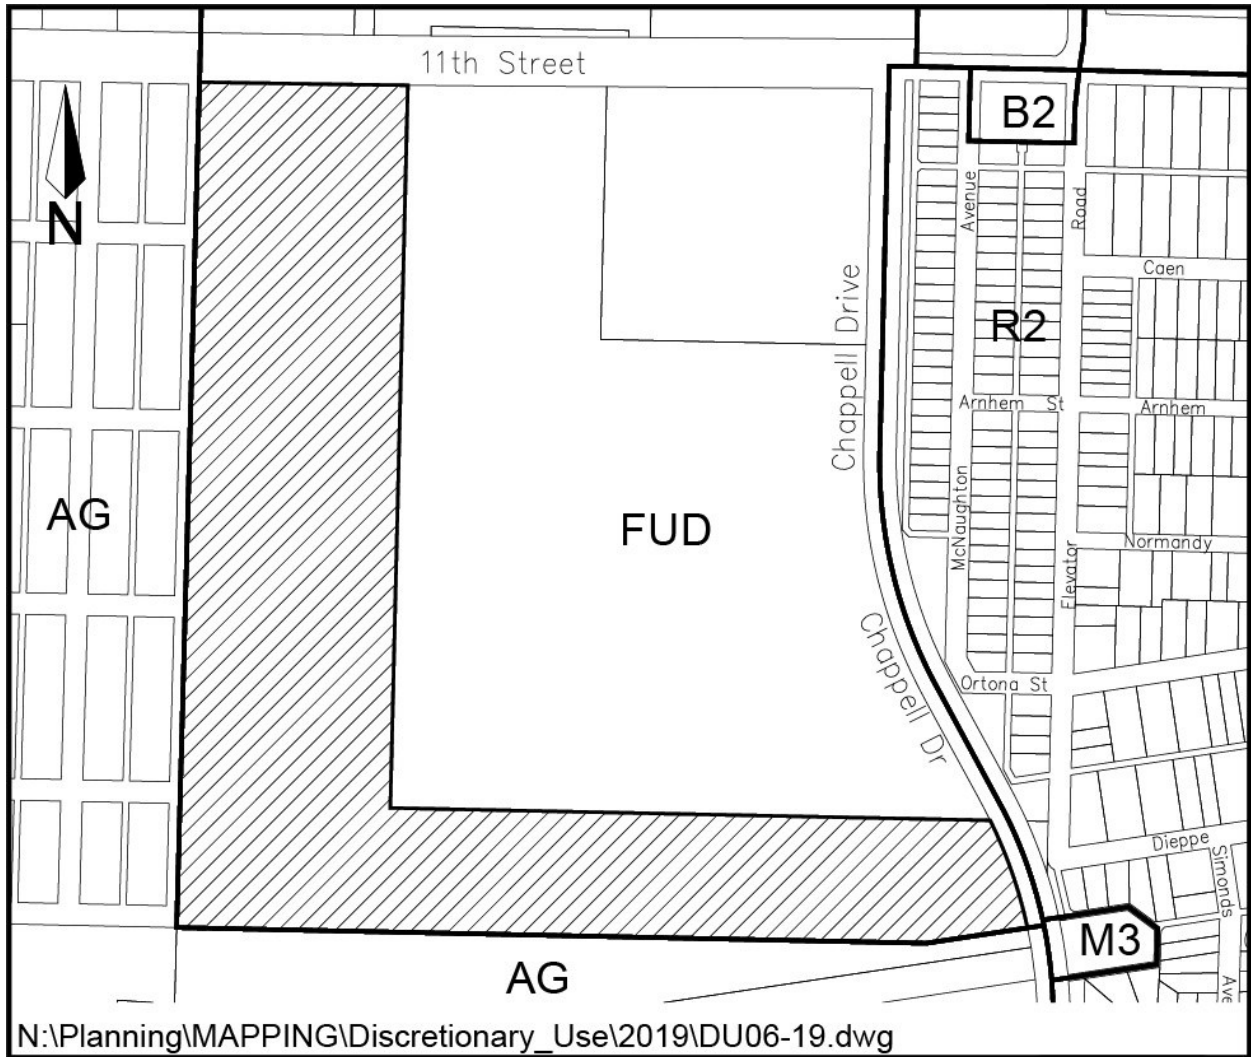 11th Street
B2
N
Avenue
Road
Caen
Chappell Drive
R2
Arnhem St
Arnhem
AG
FUD
McNaughton
Elevator
Normandy
Chappell Dr
Ortona St
Dieppe
Simonds
M3
AG
Ave
N:\Planning\MAPPING\Discretionary_Use\2019\DU06-19.dwg